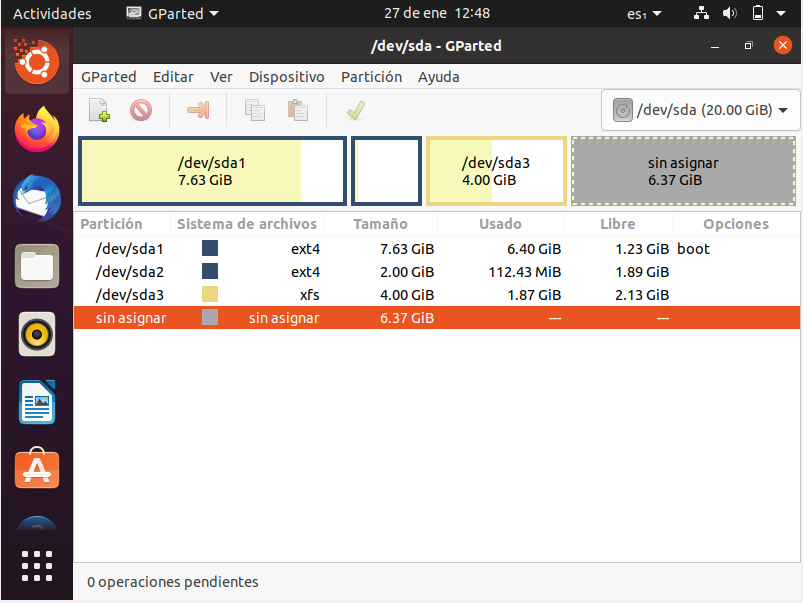 Actividades GParted 27 de ene 12:48 es₁
/dev/sda - GParted
GParted Editar Ver Dispositivo Partición Ayuda
/dev/sda (20.00 GiB)
/dev/sda1 /dev/sda3 sin asignar
7.63 GiB 4.00 GiB 6.37 GiB
Partición Sistema de archivos Tamaño Usado Libre Opciones
/dev/sda1 ext4 7.63 GiB 6.40 GiB 1.23 GiB boot
/dev/sda2 ext4 2.00 GiB 112.43 MiB 1.89 GiB
/dev/sda3 xfs 4.00 GiB 1.87 GiB 2.13 GiB
sin asignar sin asignar 6.37 GiB --- ---
0 operaciones pendientes